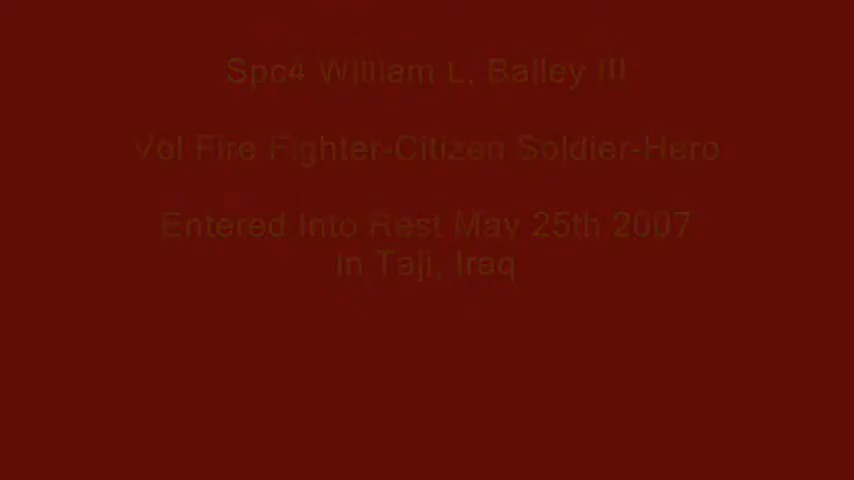 Spc4 William L. Bailey III
Vol Fire Fighter-Citizen Soldier-Hero
Entered Into Rest May 25th 2007
in Taji, Iraq